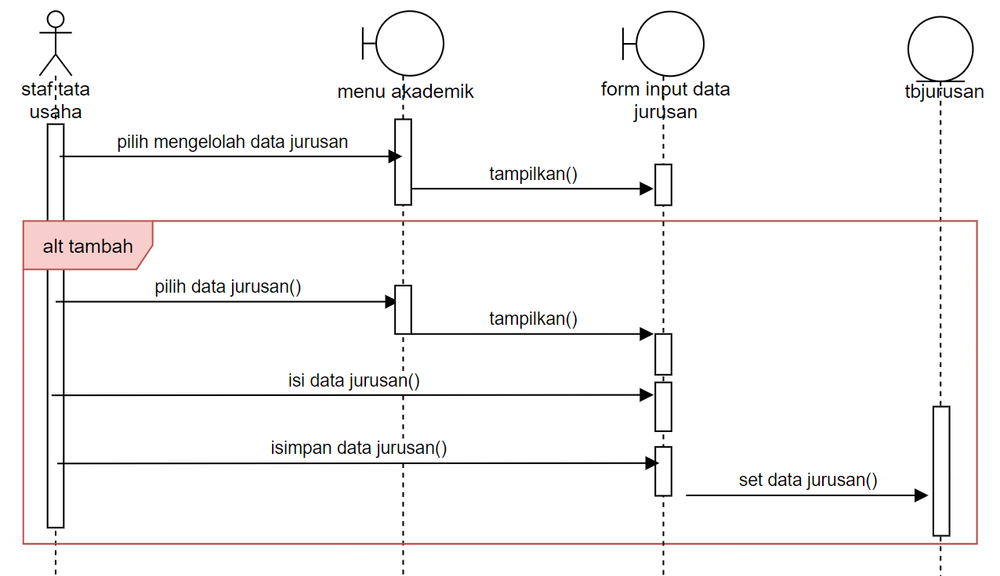 staf tata
usaha
menu akademik
form input data
jurusan
tbjurusan
pilih mengelolah data jurusan
tampilkan()
alt tambah
pilih data jurusan()
tampilkan()
isi data jurusan()
isimpan data jurusan()
set data jurusan()